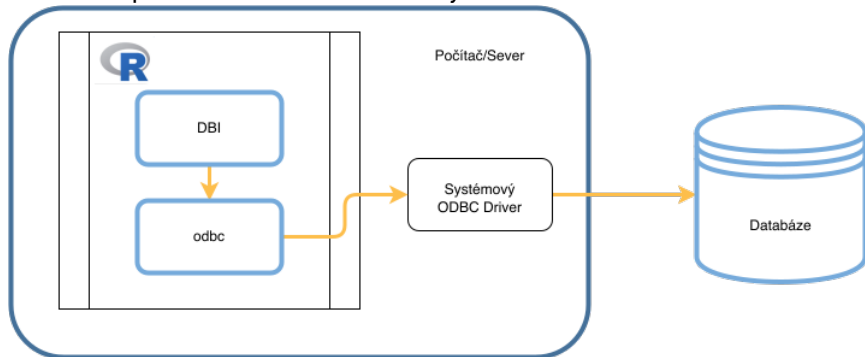 R
Počítač/Sever
DBI
Systémový
ODBC Driver
odbc
Databáze